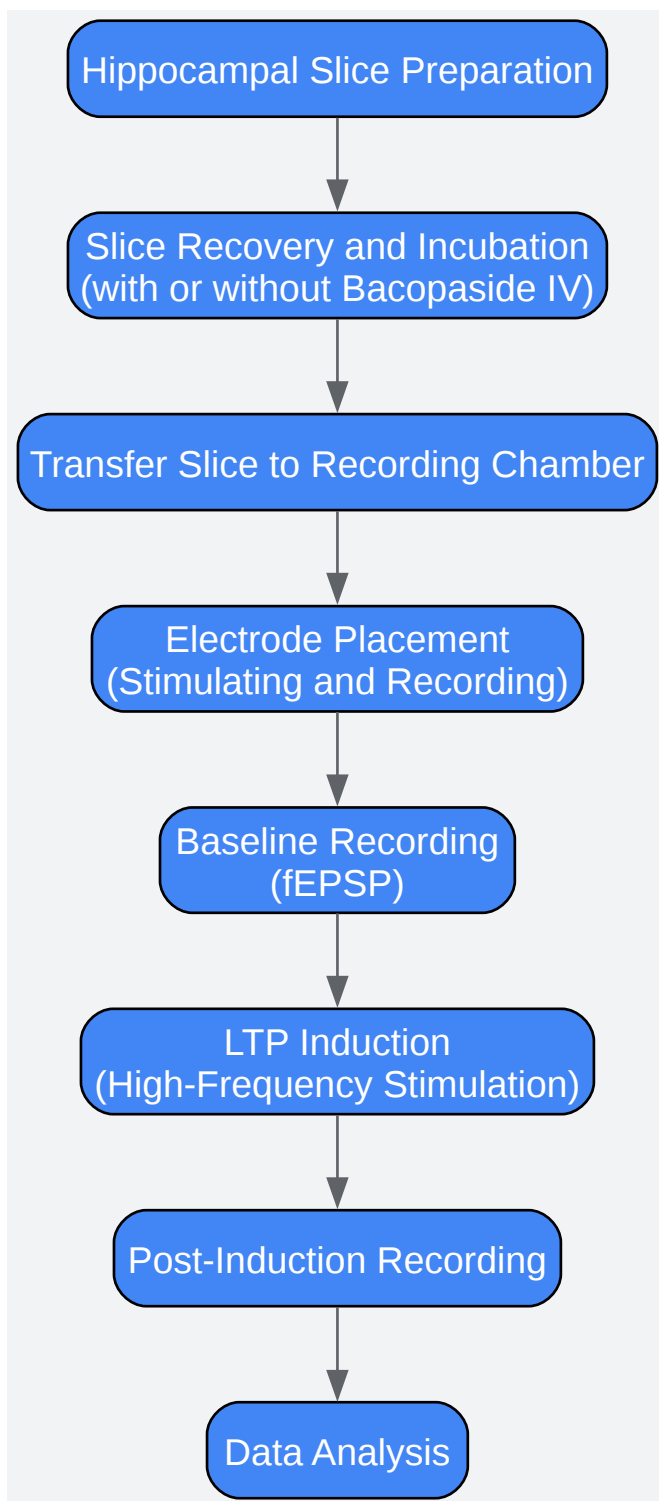 Hippocampal Slice Preparation
Slice Recovery and Incubation
(with or without Bacopaside IV)
Transfer Slice to Recording Chamber
Electrode Placement
(Stimulating and Recording)
Baseline Recording
(fEPSP)
LTP Induction
(High-Frequency Stimulation)
Post-Induction Recording
Data Analysis